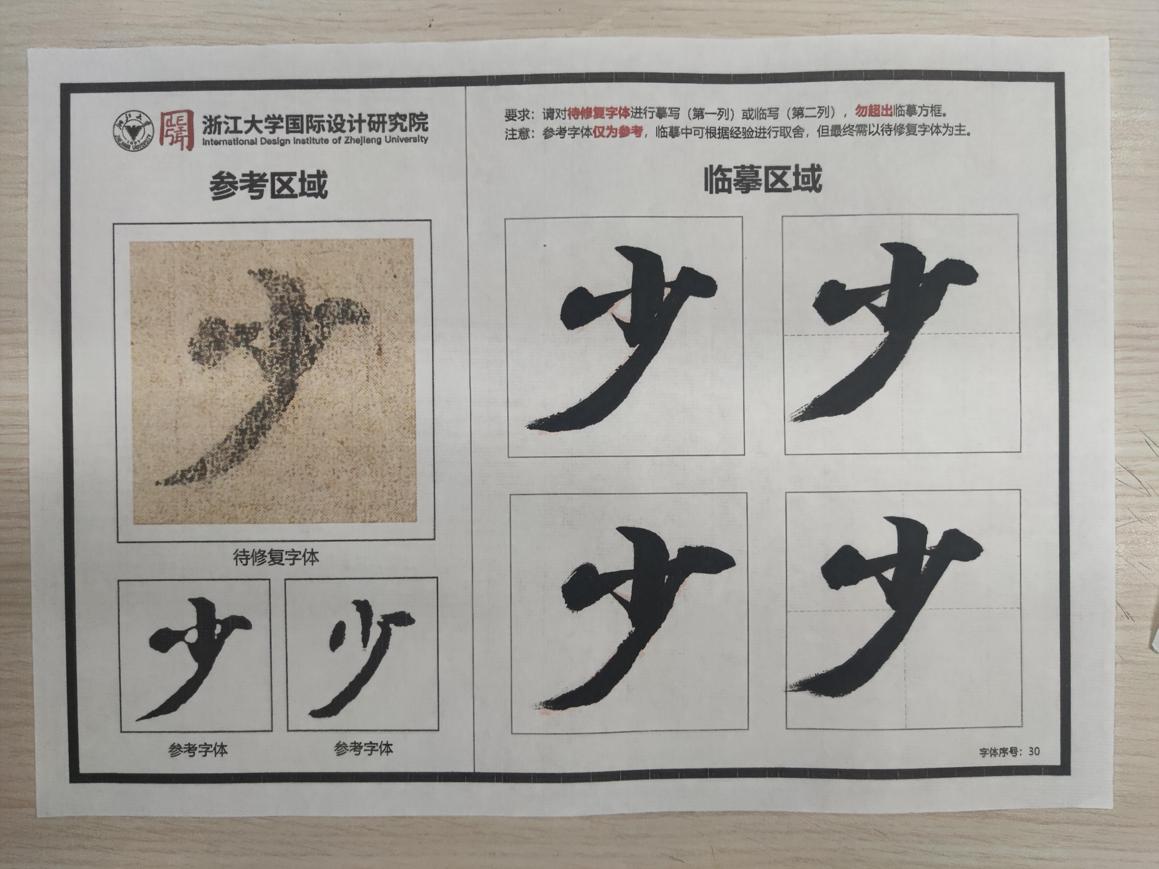 浙江大学国际设计研究院
International Design Institute of Zhejiang University
参考区域
少
待修复字体
少
少
参考字体
参考字体
要求：请对待修复字体进行摹写（第一列）或临写（第二列），勿超出临摹方框。
注意：参考字体仅为参考，临摹中可根据经验进行取舍，但最终需以待修复字体为主。
临摹区域
少
少
少
少
字体序号：30